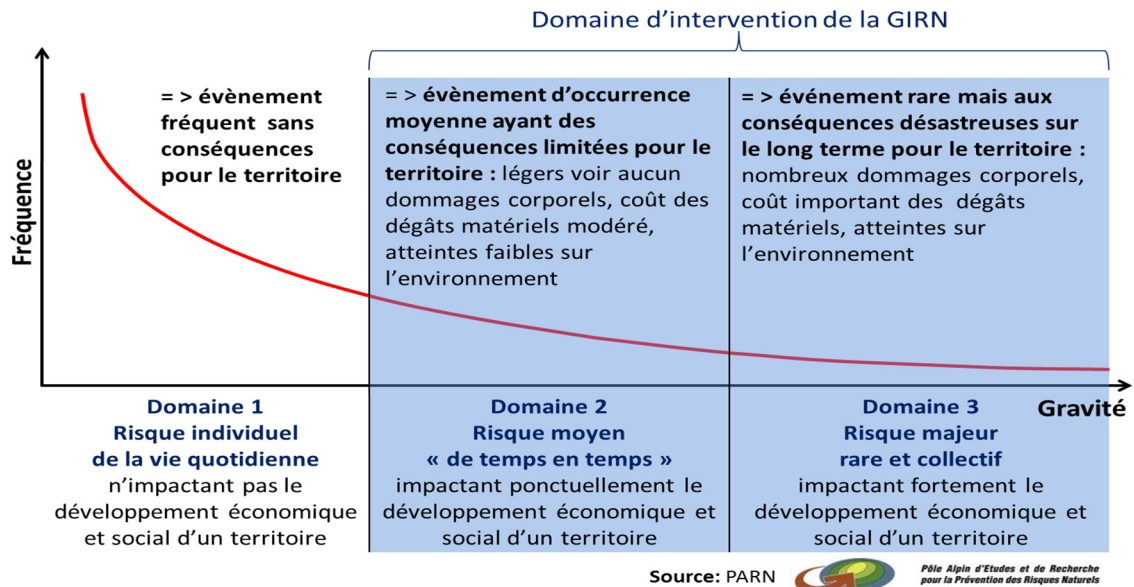 Domaine d'intervention de la GIRN
Fréquence
= > évènement
fréquent sans
conséquences
pour le territoire
= > évènement d'occurrence
moyenne ayant des
conséquences limitées pour le
territoire : légers voir aucun
dommages corporels, coût des
dégâts matériels modéré,
atteintes faibles sur
l'environnement
= > événement rare mais aux
conséquences désastreuses sur
le long terme pour le territoire :
nombreux dommages corporels,
coût important des dégâts
matériels, atteintes sur
l'environnement
Gravité
Domaine 1
Risque individuel
de la vie quotidienne
n'impactant pas le
développement économique
et social d'un territoire
Domaine 2
Risque moyen
« de temps en temps »
impactant ponctuellement le
développement économique et
social d'un territoire
Domaine 3
Risque majeur
rare et collectif
impactant fortement le
développement économique et
social d'un territoire
Source: PARN
Pôle Alpin d'Etudes et de Recherche
pour la Prévention des Risques Naturels